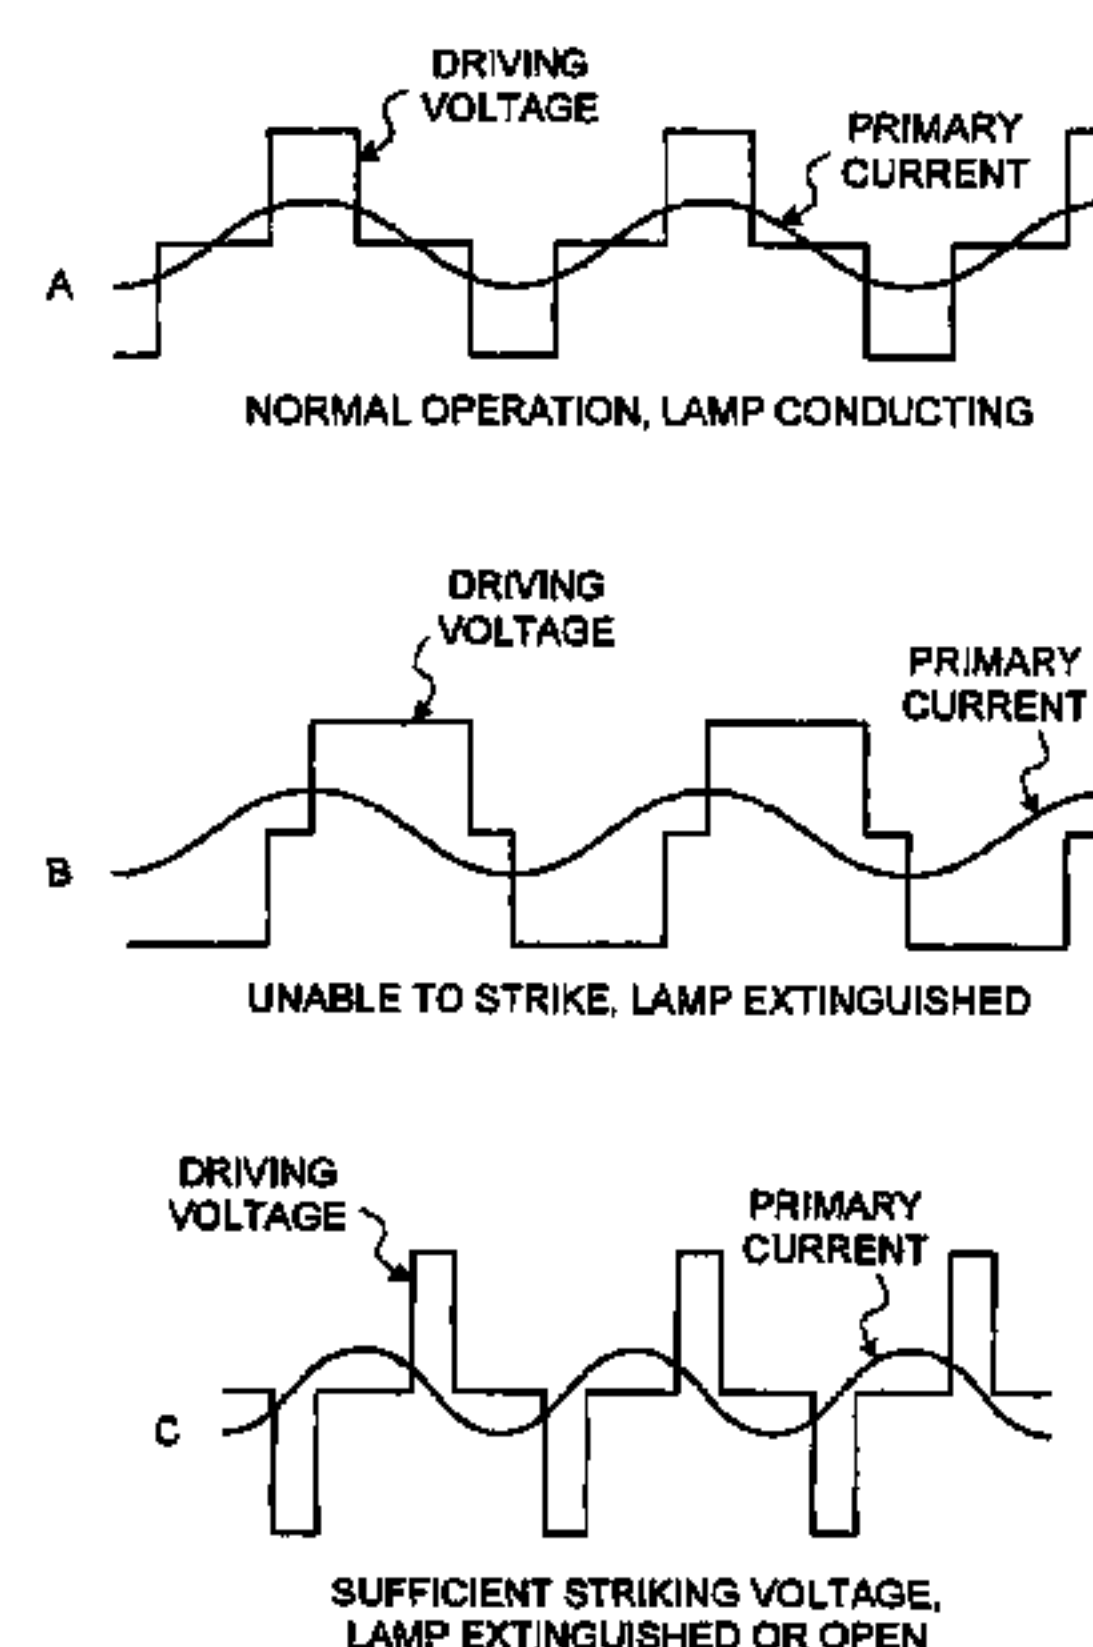 DRIVING
VOLTAGE
PRIMARY
CURRENT
A
NORMAL OPERATION, LAMP CONDUCTING
DRIVING
VOLTAGE
PRIMARY
CURRENT
B
UNABLE TO STRIKE, LAMP EXTINGUISHED
DRIVING
VOLTAGE
PRIMARY
CURRENT
C
SUFFICIENT STRIKING VOLTAGE,
LAMP EXTINGUISHED OR OPEN